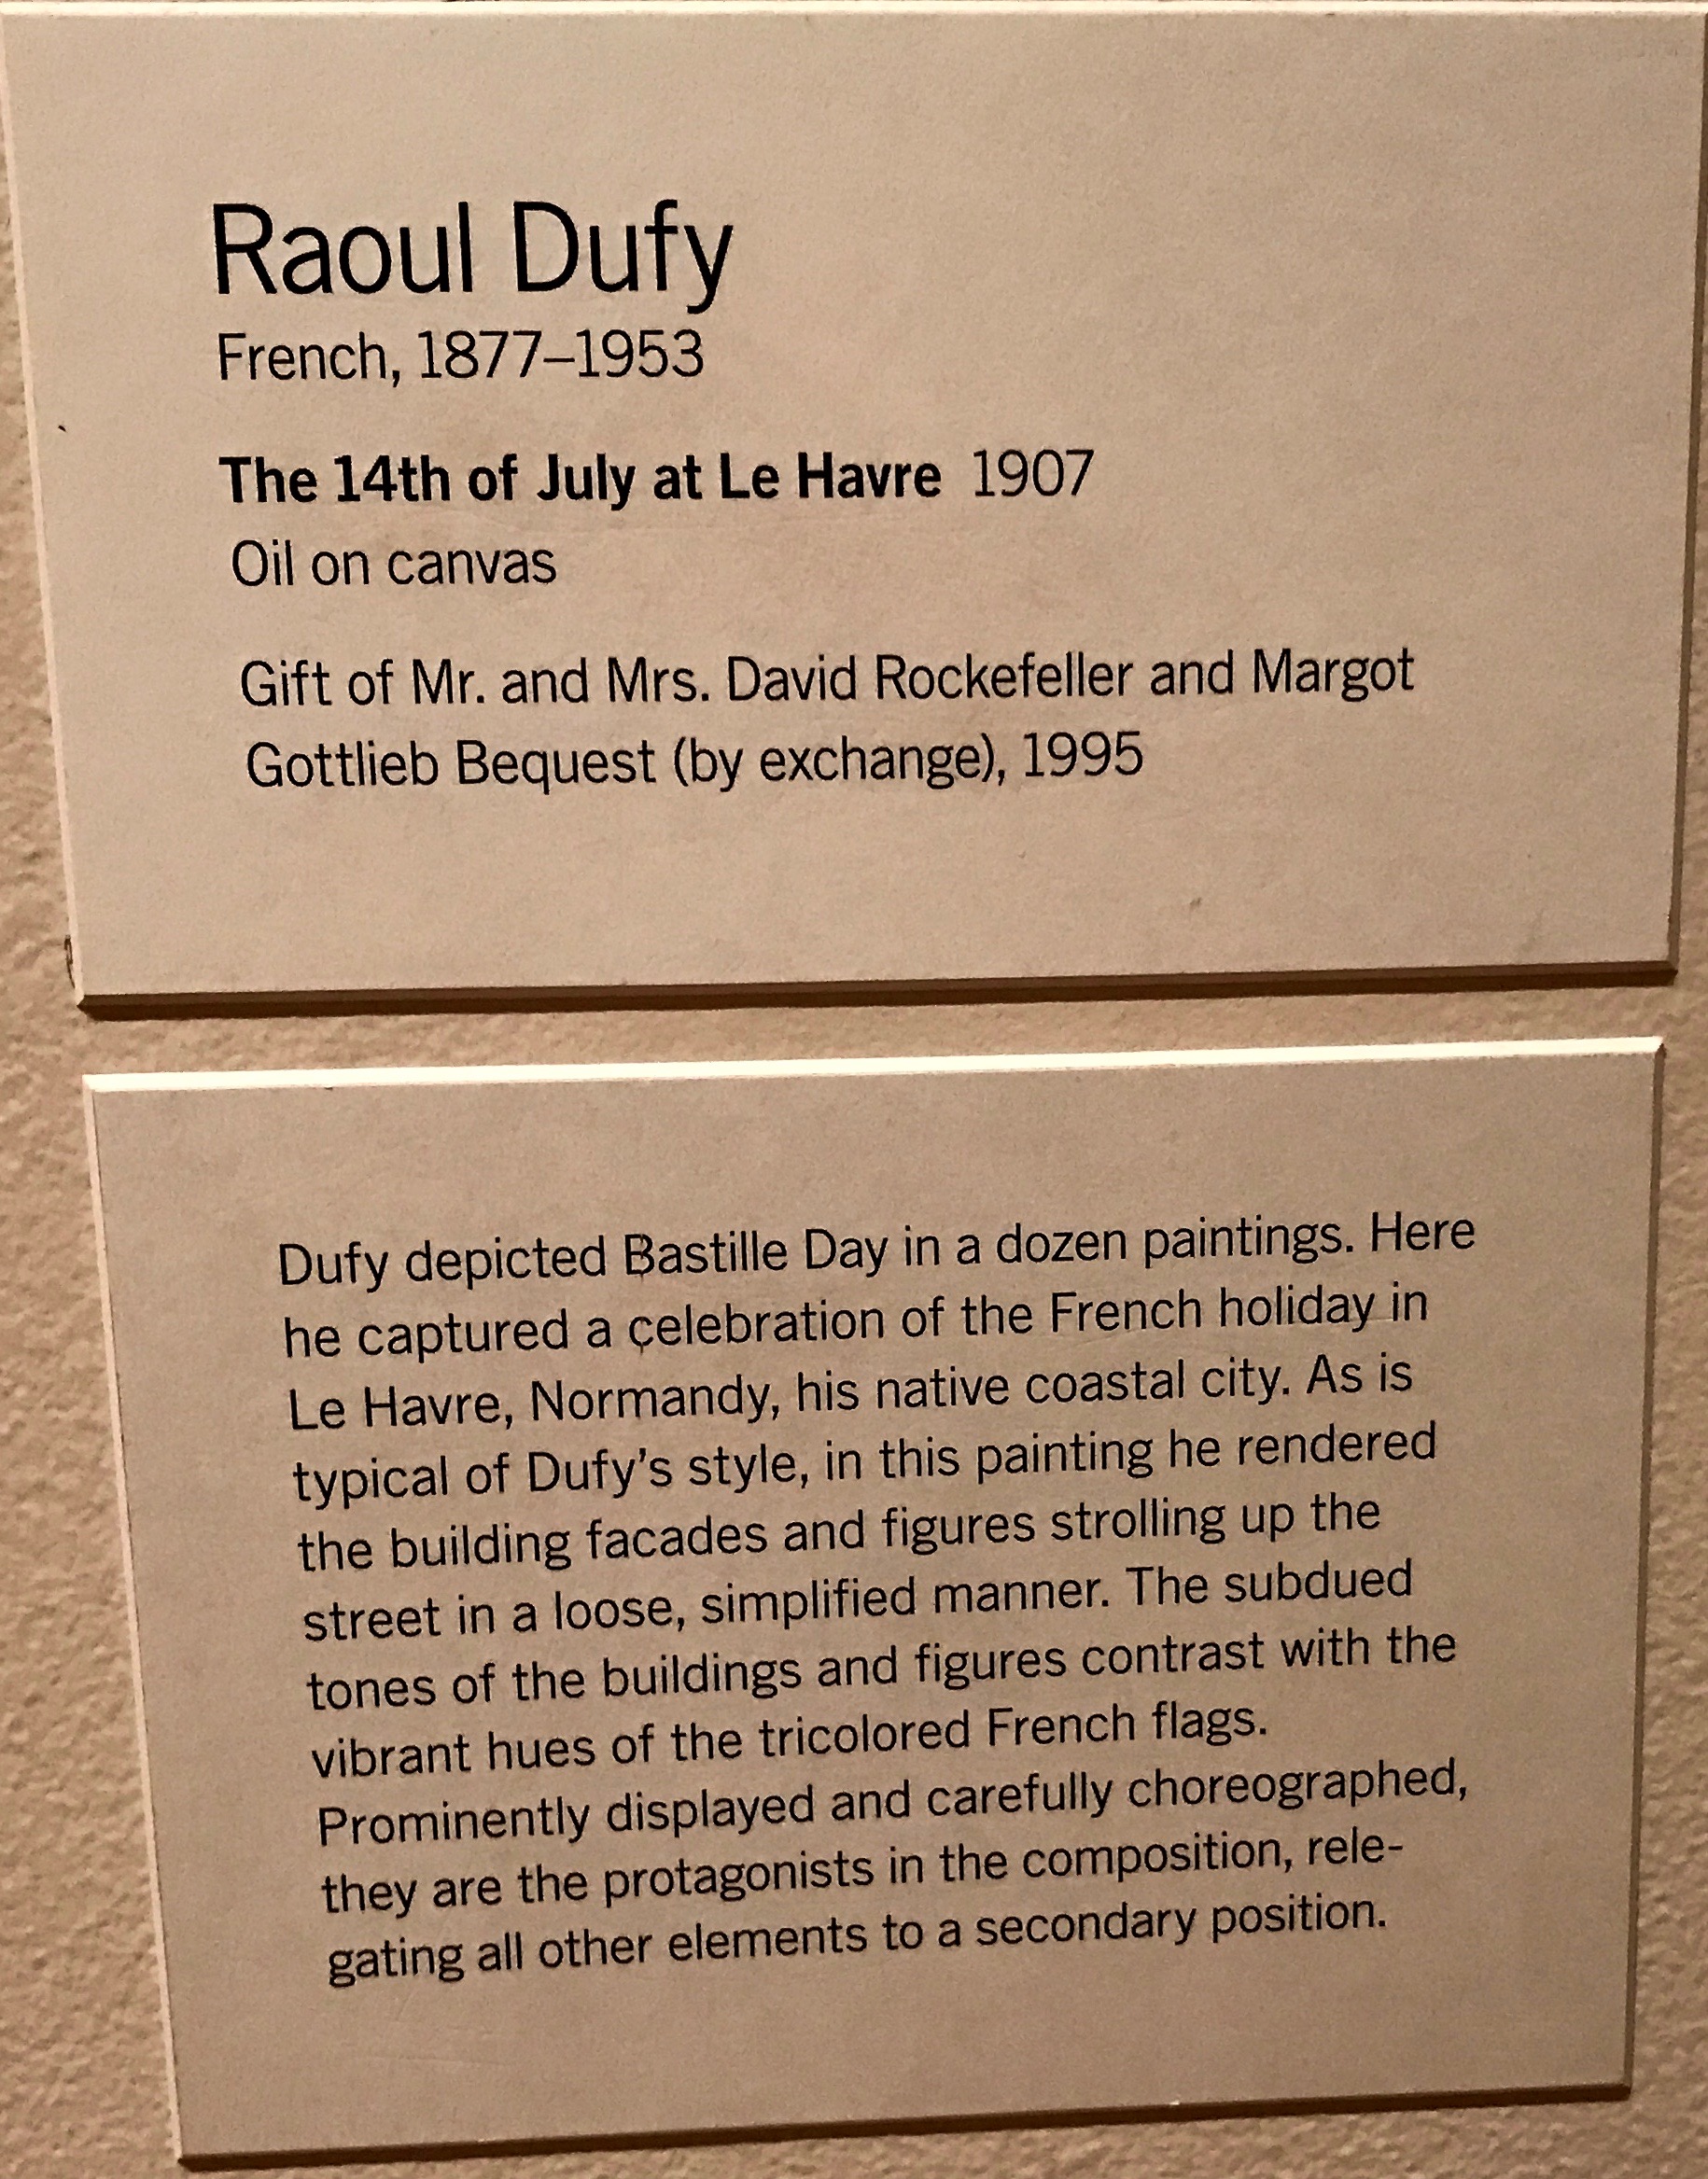 Raoul Dufy
French, 1877–1953
The 14th of July at Le Havre 1907
Oil on canvas
Gift of Mr. and Mrs. David Rockefeller and Margot
Gottlieb Bequest (by exchange), 1995
Dufy depicted Bastille Day in a dozen paintings. Here
he captured a celebration of the French holiday in
Le Havre, Normandy, his native coastal city. As is
typical of Dufy’s style, in this painting he rendered
the building facades and figures strolling up the
street in a loose, simplified manner. The subdued
tones of the buildings and figures contrast with the
vibrant hues of the tricolored French flags.
Prominently displayed and carefully choreographed,
they are the protagonists in the composition, rele-
gating all other elements to a secondary position.